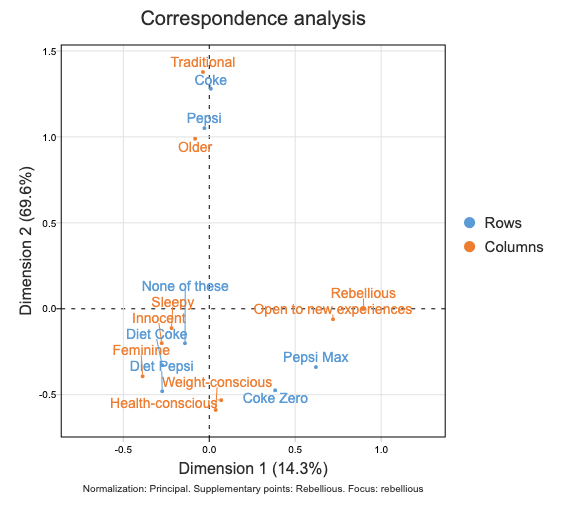 Correspondence analysis
1.5
Traditional
Coke
Pepsi
1.0
Older
0.5
Dimension 2 (69.6%)
Rows
Columns
None of these
Rebellious
Sleepy
0.0
Open to new experiences
Innocent
Diet Coke
Feminine
Pepsi Max
Diet Pepsi
Weight-conscious
-0.5
Coke Zero
Health-conscious
-0.5 0.0 0.5 1.0
Dimension 1 (14.3%)
Normalization: Principal. Supplementary points: Rebellious. Focus: rebellious